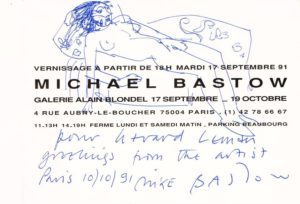 VERNISSAGE A PARTIR DE 18H MARDI 17 SEPTEMBRE 91
MICHAEL BASTOW
GALERIE ALAIN BLONDEL 17 SEPTEMBRE ... 19 OCTOBRE
4 RUE AUBRY-LE-BOUCHER 75004 PARIS (1) 42 78 66 67
11.13H 14.19H FERME LUNDI ET SAMEDI MATIN . PARKING BEAUBOURG
pour
greetings from the artist
Paris 10/10/91 MIKE BASTOW